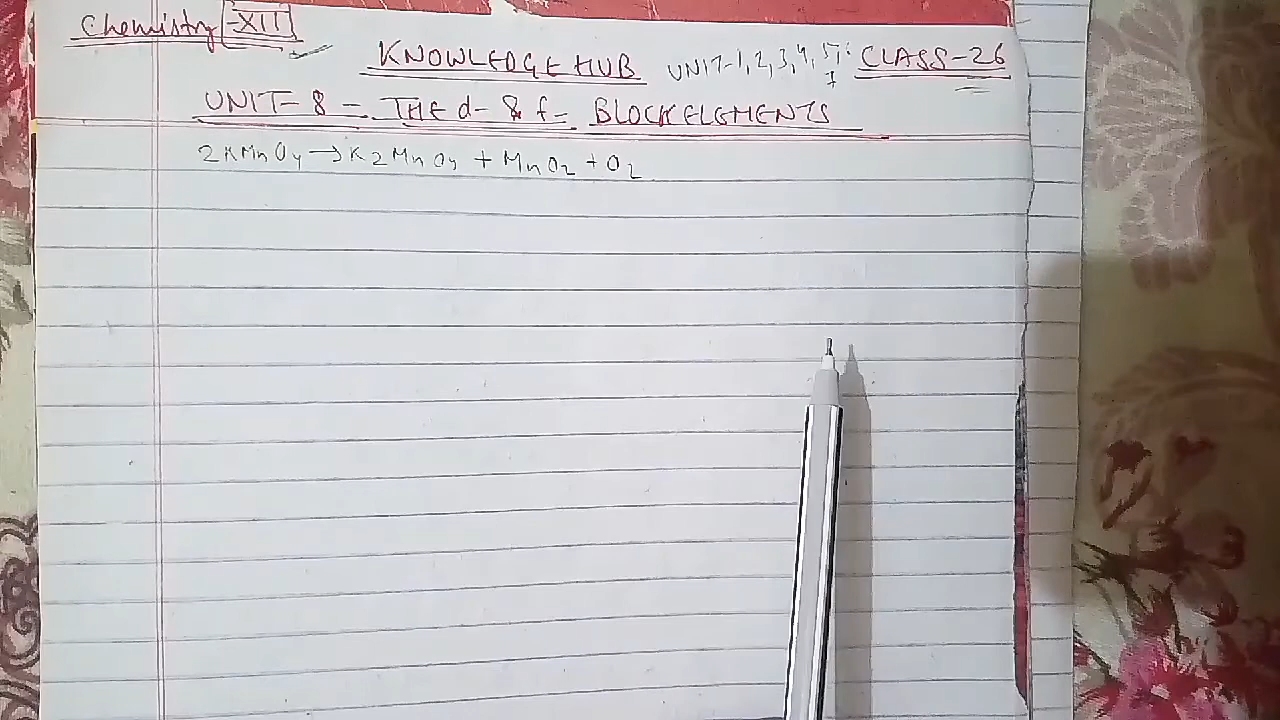 Chemistry-XII
KNOWLEDGE HUB UNIT-1,2,3,4,5, CLASS-26
7
UNIT-8 - THE d- & f- BLOCK ELEMENTS
2KMnO4 → K2MnO4 + MnO2 + O2